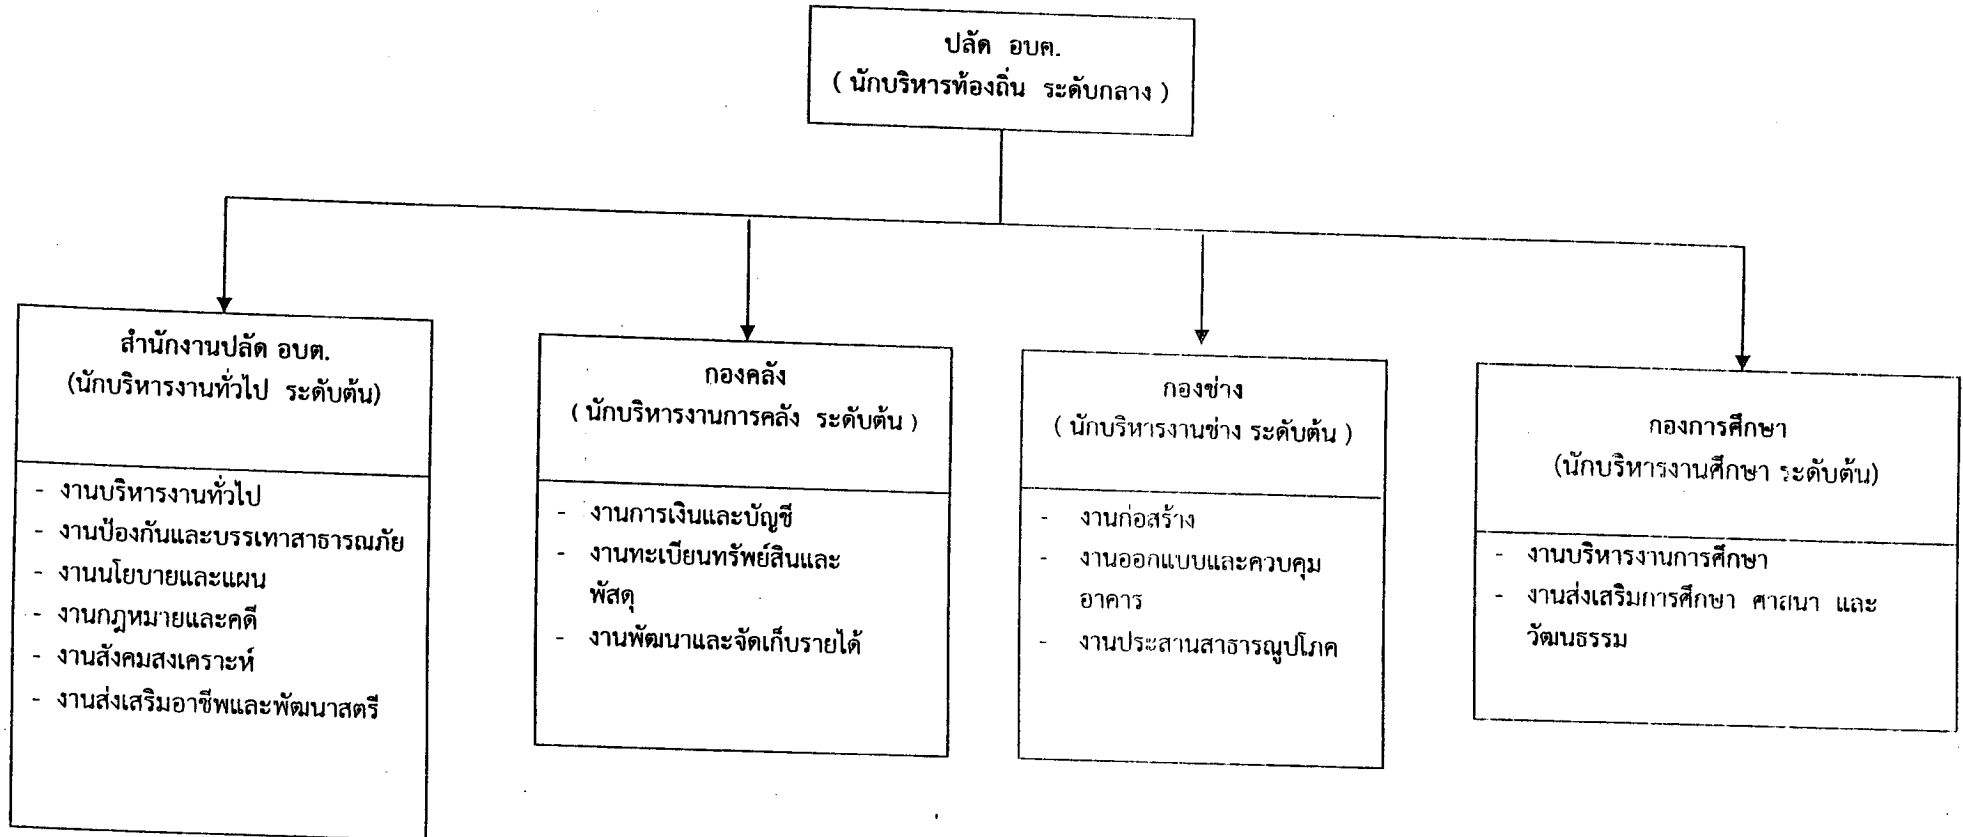 ปลัด อบต.
( นักบริหารท้องถิ่น ระดับกลาง )
สำนักงานปลัด อบต.
(นักบริหารงานทั่วไป ระดับต้น)
- งานบริหารงานทั่วไป
- งานป้องกันและบรรเทาสาธารณภัย
- งานนโยบายและแผน
- งานกฎหมายและคดี
- งานสังคมสงเคราะห์
- งานส่งเสริมอาชีพและพัฒนาสตรี
กองคลัง
( นักบริหารงานการคลัง ระดับต้น )
- งานการเงินและบัญชี
- งานทะเบียนทรัพย์สินและ
พัสดุ
- งานพัฒนาและจัดเก็บรายได้
กองช่าง
( นักบริหารงานช่าง ระดับต้น )
- งานก่อสร้าง
- งานออกแบบและควบคุม
อาคาร
- งานประสานสาธารณูปโภค
กองการศึกษา
(นักบริหารงานศึกษา ระดับต้น)
- งานบริหารงานการศึกษา
- งานส่งเสริมการศึกษา ศาสนา และ
วัฒนธรรม